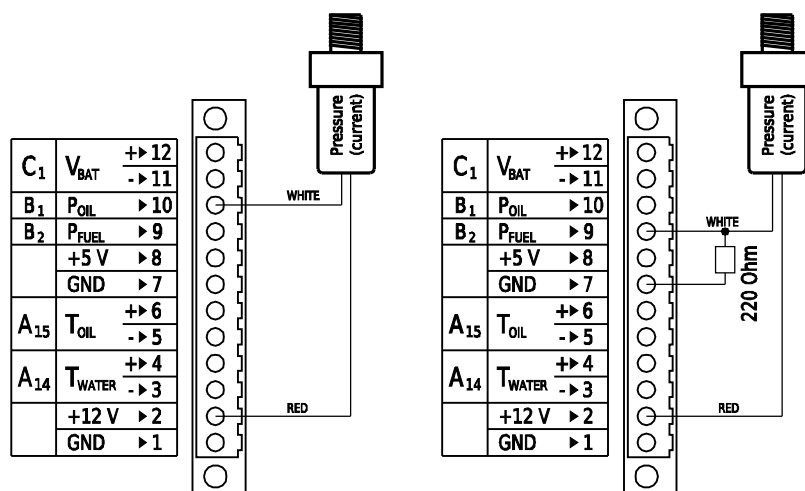 Pressure
(current)
C1 VBAT +▶12
-▶11
B1 POIL ▶10
B2 PFUEL ▶9
+5 V ▶8
GND ▶7
A15 TOIL +▶6
-▶5
A14 TWATER +▶4
-▶3
+12 V ▶2
GND ▶1
WHITE
RED
Pressure
(current)
C1 VBAT +▶12
-▶11
B1 POIL ▶10
B2 PFUEL ▶9
+5 V ▶8
GND ▶7
A15 TOIL +▶6
-▶5
A14 TWATER +▶4
-▶3
+12 V ▶2
GND ▶1
WHITE
220 Ohm
RED